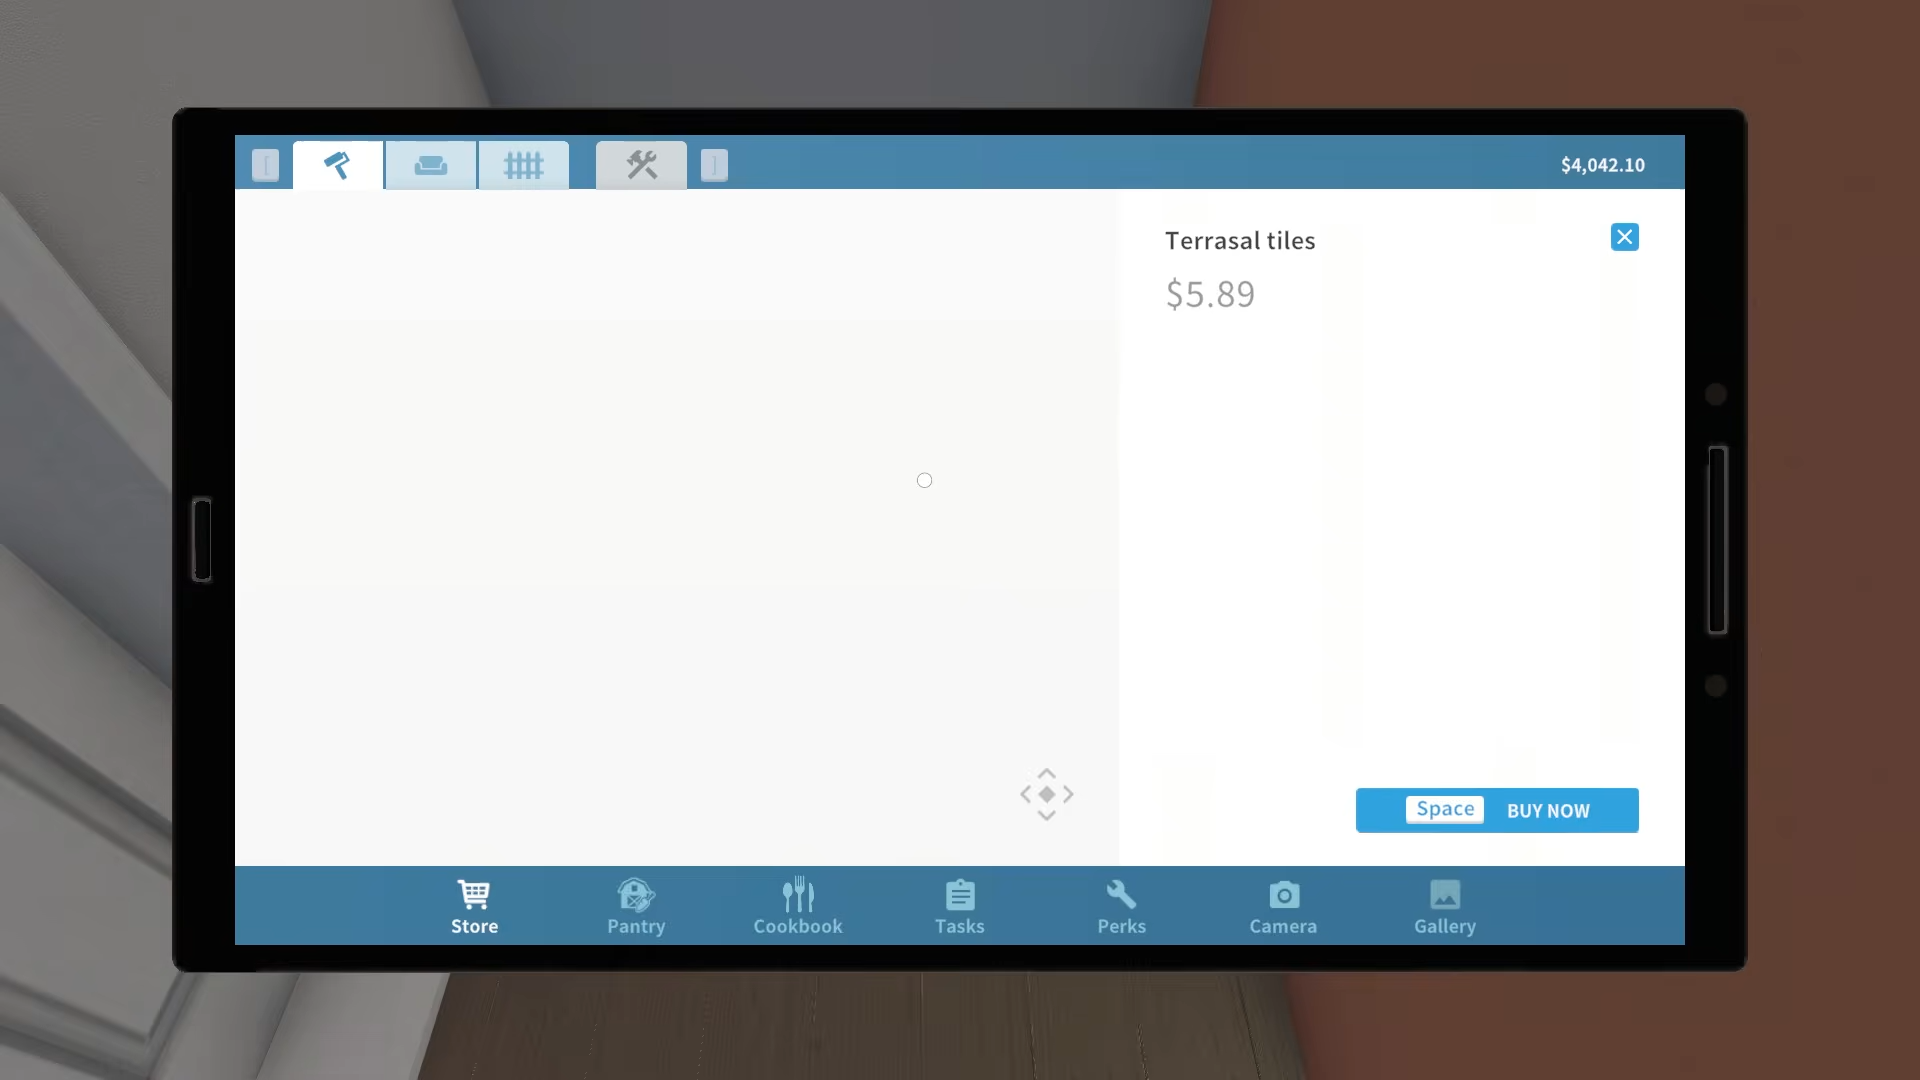 [
]
$4,042.10
Terrasal tiles
$5.89
Space BUY NOW
Store
Pantry
Cookbook
Tasks
Perks
Camera
Gallery